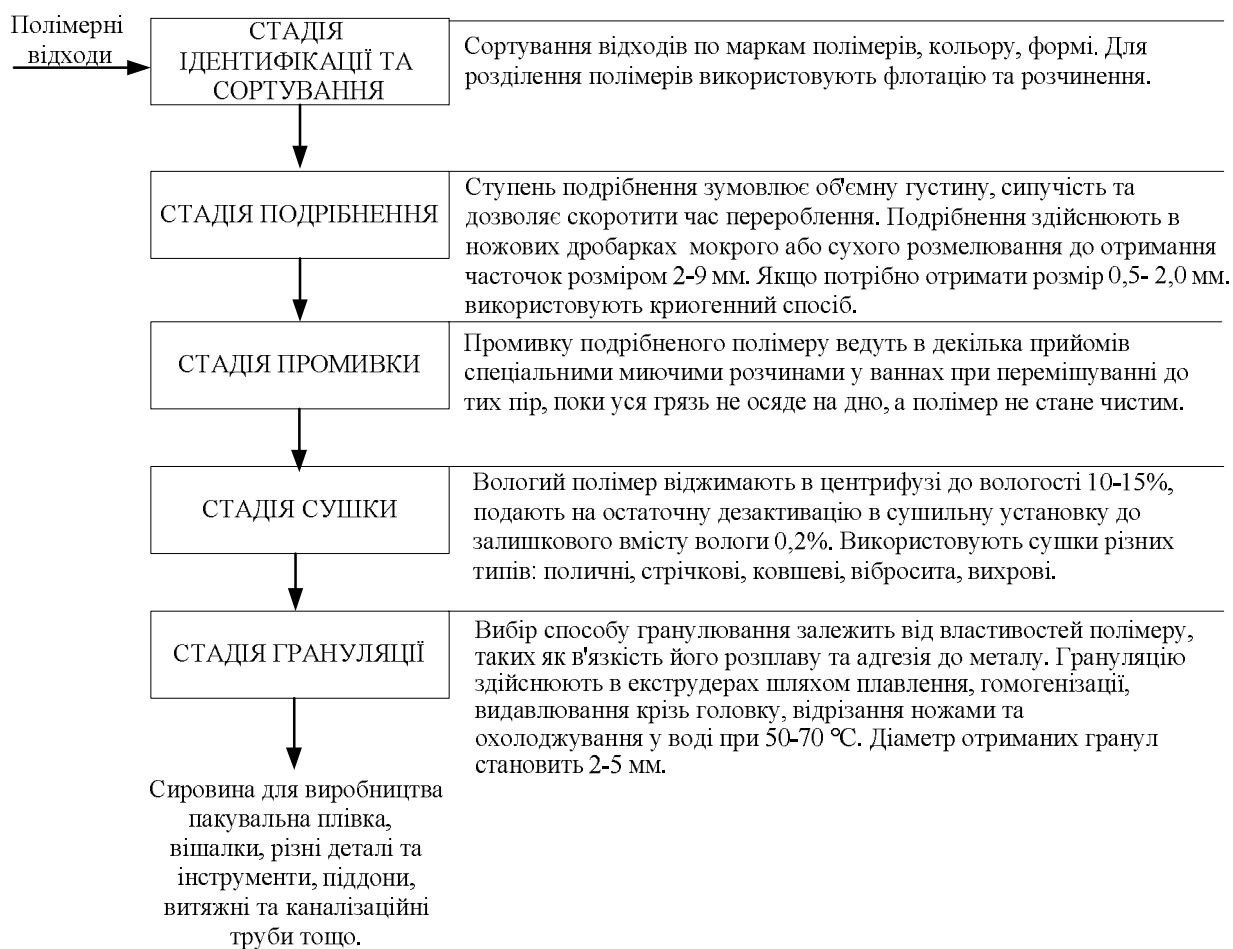 Полімерні
відходи
СТАДІЯ
ІДЕНТИФІКАЦІЇ ТА
СОРТУВАННЯ
Сортування відходів по маркам полімерів, кольору, формі. Для
розділення полімерів використовують флотацію та розчинення.
СТАДІЯ ПОДРІБНЕННЯ
Ступень подрібнення зумовлює об'ємну густину, сипучість та
дозволяє скоротити час перероблення. Подрібнення здійснюють в
ножових дробарках мокрого або сухого розмелювання до отримання
часточок розміром 2-9 мм. Якщо потрібно отримати розмір 0,5- 2,0 мм.
використовують криогенний спосіб.
СТАДІЯ ПРОМИВКИ
Промивку подрібненого полімеру ведуть в декілька прийомів
спеціальними миючими розчинами у ваннах при перемішуванні до
тих пір, поки уся грязь не осяде на дно, а полімер не стане чистим.
СТАДІЯ СУШКИ
Вологий полімер віджимають в центрифузі до вологості 10-15%,
подають на остаточну дезактивацію в сушильну установку до
залишкового вмісту вологи 0,2%. Використовують сушки різних
типів: поличні, стрічкові, ковшеві, вібросита, вихрові.
СТАДІЯ ГРАНУЛЯЦІЇ
Вибір способу гранулювання залежить від властивостей полімеру,
таких як в'язкість його розплаву та адгезія до металу. Грануляцію
здійснюють в екструдерах шляхом плавлення, гомогенізації,
видавлювання крізь головку, відрізання ножами та
охолоджування у воді при 50-70 °С. Діаметр отриманих гранул
становить 2-5 мм.
Сировина для виробництва
пакувальна плівка,
вішалки, різні деталі та
інструменти, піддони,
витяжні та каналізаційні
труби тощо.